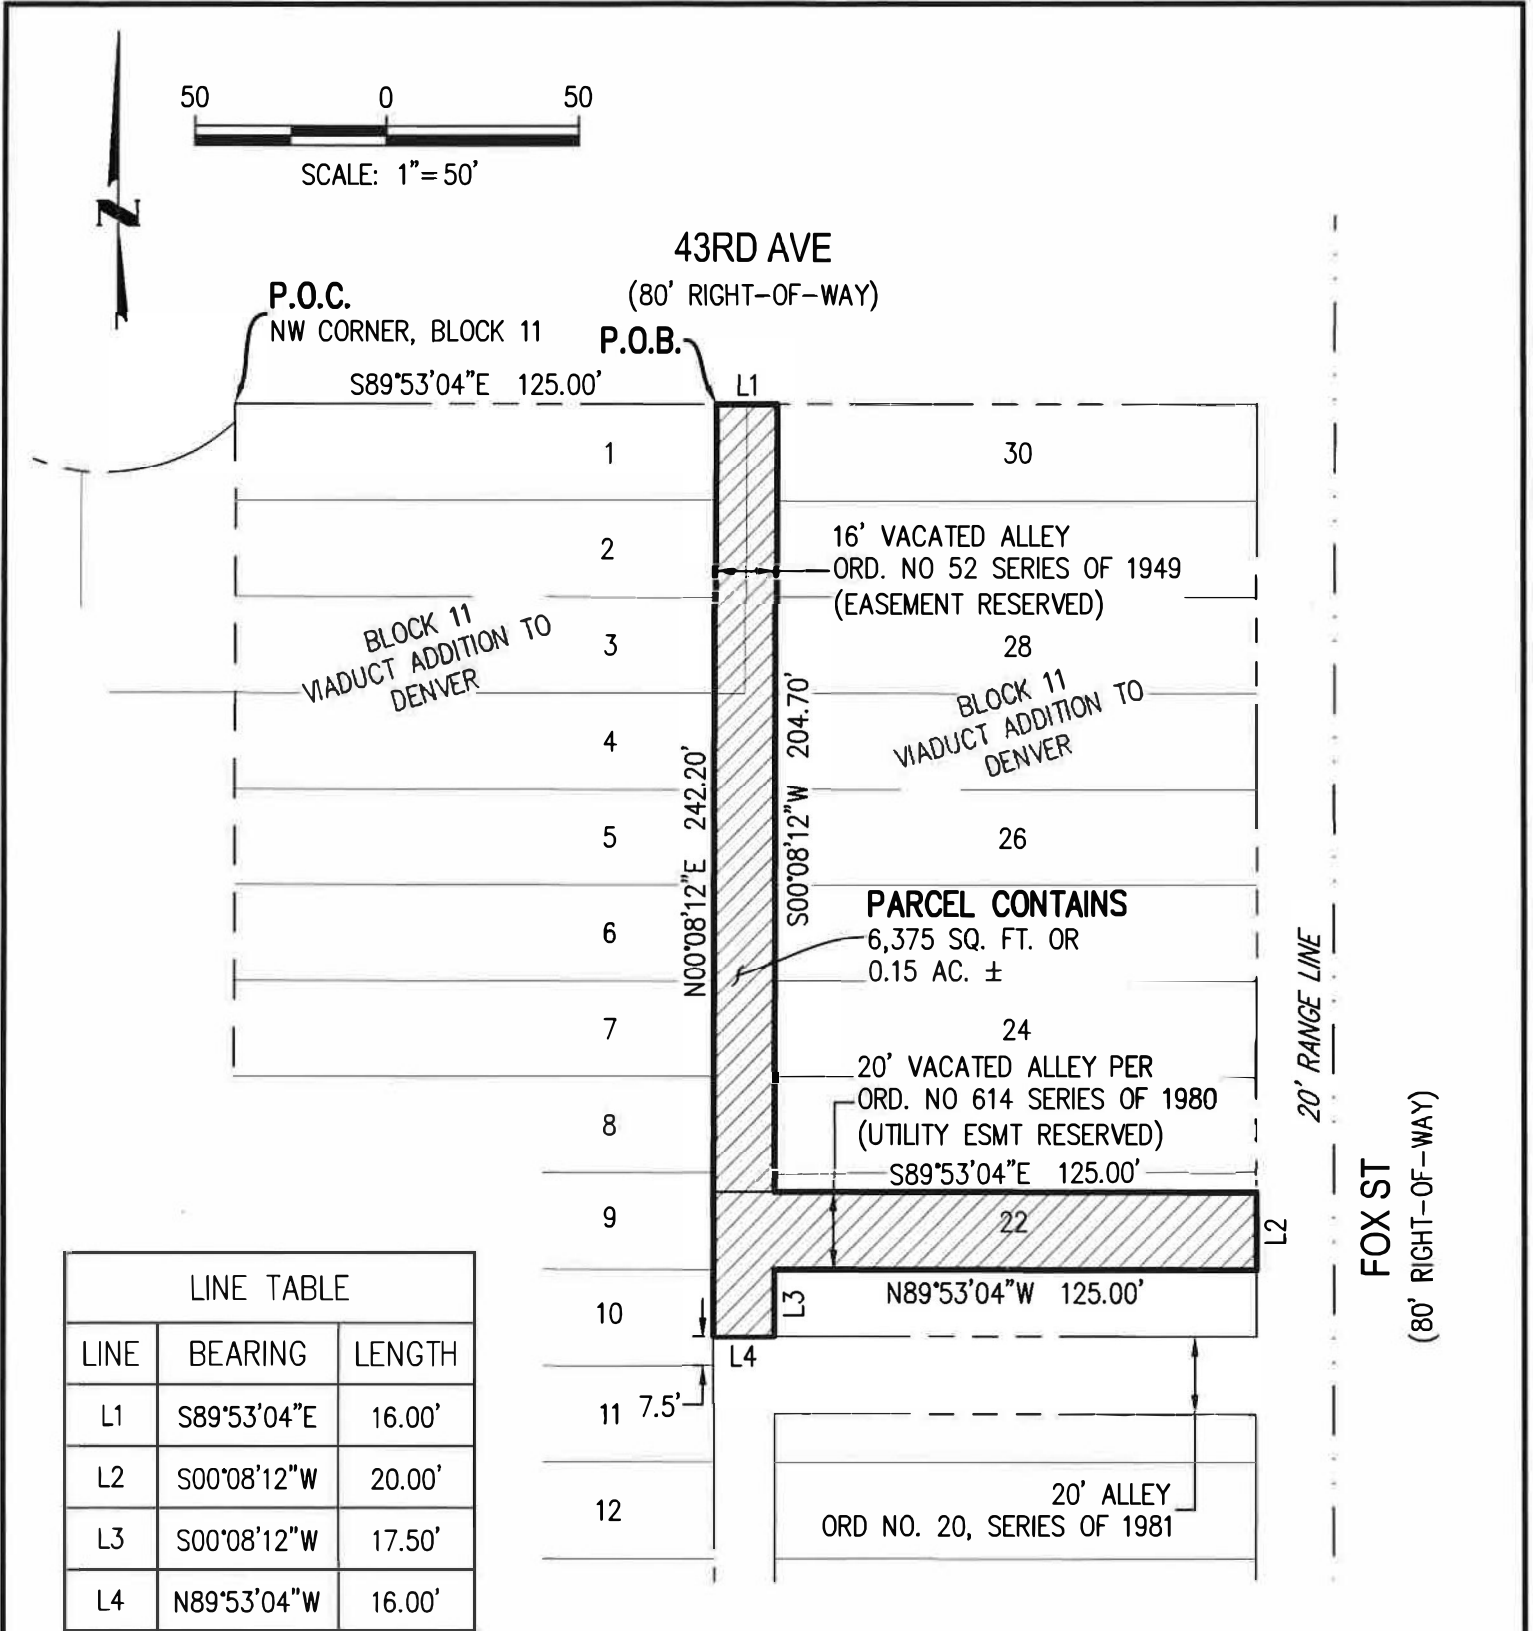 50 0 50
SCALE: 1"=50'
N
43RD AVE
(80' RIGHT-OF-WAY)
P.O.C.
NW CORNER, BLOCK 11
P.O.B.
S89°53'04"E 125.00'
L1
1
30
2
16' VACATED ALLEY
ORD. NO 52 SERIES OF 1949
(EASEMENT RESERVED)
BLOCK 11
VIADUCT ADDITION TO
DENVER
3
28
BLOCK 11
VIADUCT ADDITION TO
DENVER
4
N00°08'12"E 242.20'
S00°08'12"W 204.70'
5
26
PARCEL CONTAINS
6,375 SQ. FT. OR
0.15 AC. ±
6
7
24
20' VACATED ALLEY PER
ORD. NO 614 SERIES OF 1980
(UTILITY ESMT RESERVED)
8
S89°53'04"E 125.00'
20' RANGE LINE
FOX ST
(80' RIGHT-OF-WAY)
9
22
L2
N89°53'04"W 125.00'
10
L3
L4
11
7.5'
12
20' ALLEY
ORD NO. 20, SERIES OF 1981
LINE TABLE
LINE BEARING LENGTH
L1 S89°53'04"E 16.00'
L2 S00°08'12"W 20.00'
L3 S00°08'12"W 17.50'
L4 N89°53'04"W 16.00'